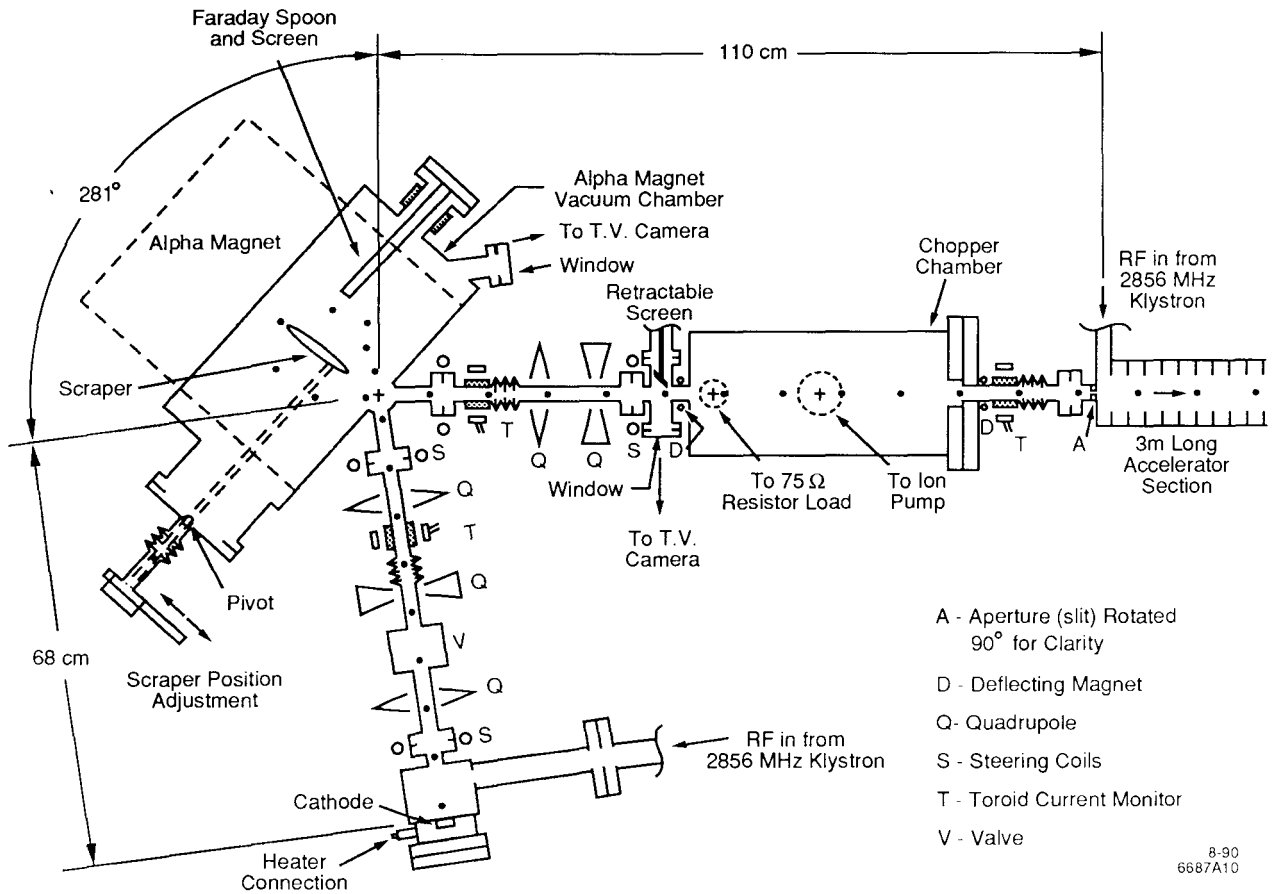 Faraday Spoon
and Screen
110 cm
281°
Alpha Magnet
Alpha Magnet
Vacuum Chamber
To T.V. Camera
Window
Chopper
Chamber
RF in from
2856 MHz
Klystron
Retractable
Screen
Scraper
T
Q
Q
S
D
D
T
A
3m Long
Accelerator
Section
S
Window
To 75 Ω
Resistor Load
To Ion
Pump
Q
T
To T.V.
Camera
Q
Pivot
V
68 cm
Scraper Position
Adjustment
Q
S
RF in from
2856 MHz Klystron
Cathode
Heater
Connection
A - Aperture (slit) Rotated
90° for Clarity
D - Deflecting Magnet
Q- Quadrupole
S - Steering Coils
T - Toroid Current Monitor
V - Valve
8-90
6687A10